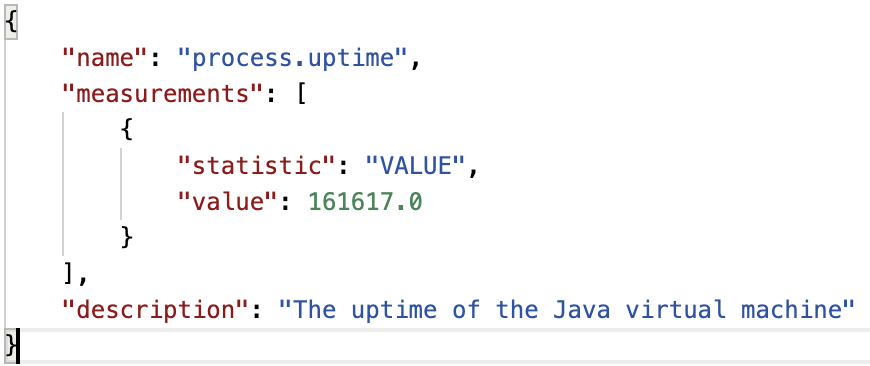 {
    "name": "process.uptime",
    "measurements": [
        {
            "statistic": "VALUE",
            "value": 161617.0
        }
    ],
    "description": "The uptime of the Java virtual machine"
}